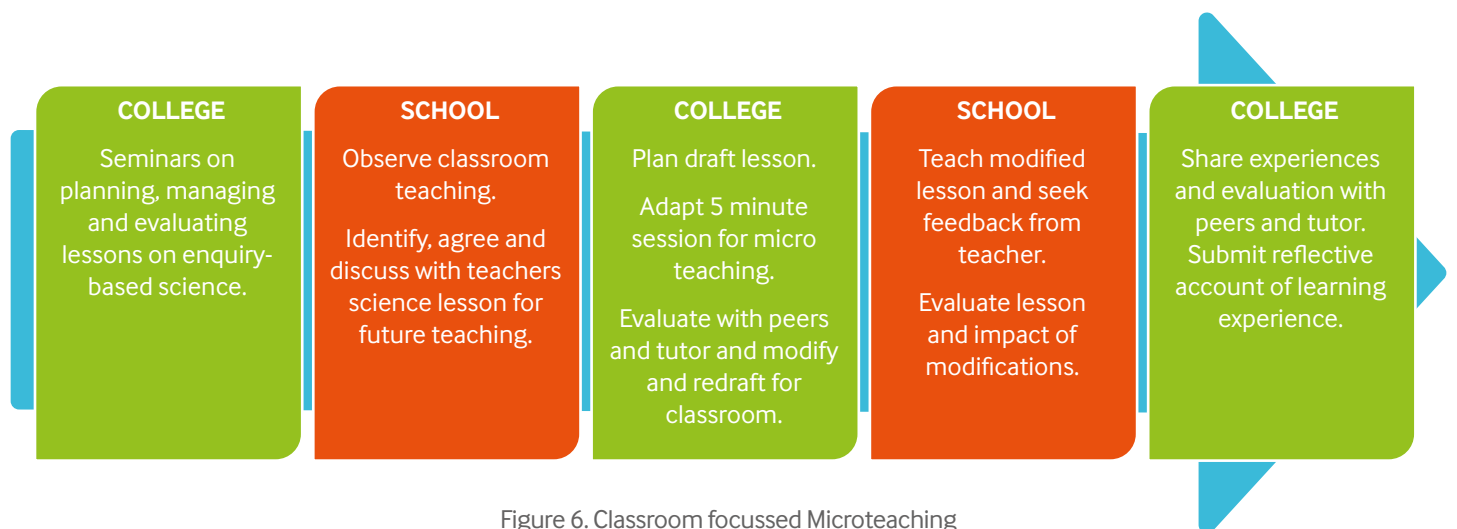 COLLEGE
Seminars on
planning, managing
and evaluating
lessons on enquiry-
based science.
SCHOOL
Observe classroom
teaching.
Identify, agree and
discuss with teachers
science lesson for
future teaching.
COLLEGE
Plan draft lesson.
Adapt 5 minute
session for micro
teaching.
Evaluate with peers
and tutor and modify
and redraft for
classroom.
SCHOOL
Teach modified
lesson and seek
feedback from
teacher.
Evaluate lesson
and impact of
modifications.
COLLEGE
Share experiences
and evaluation with
peers and tutor.
Submit reflective
account of learning
experience.
Figure 6. Classroom focussed Microteaching